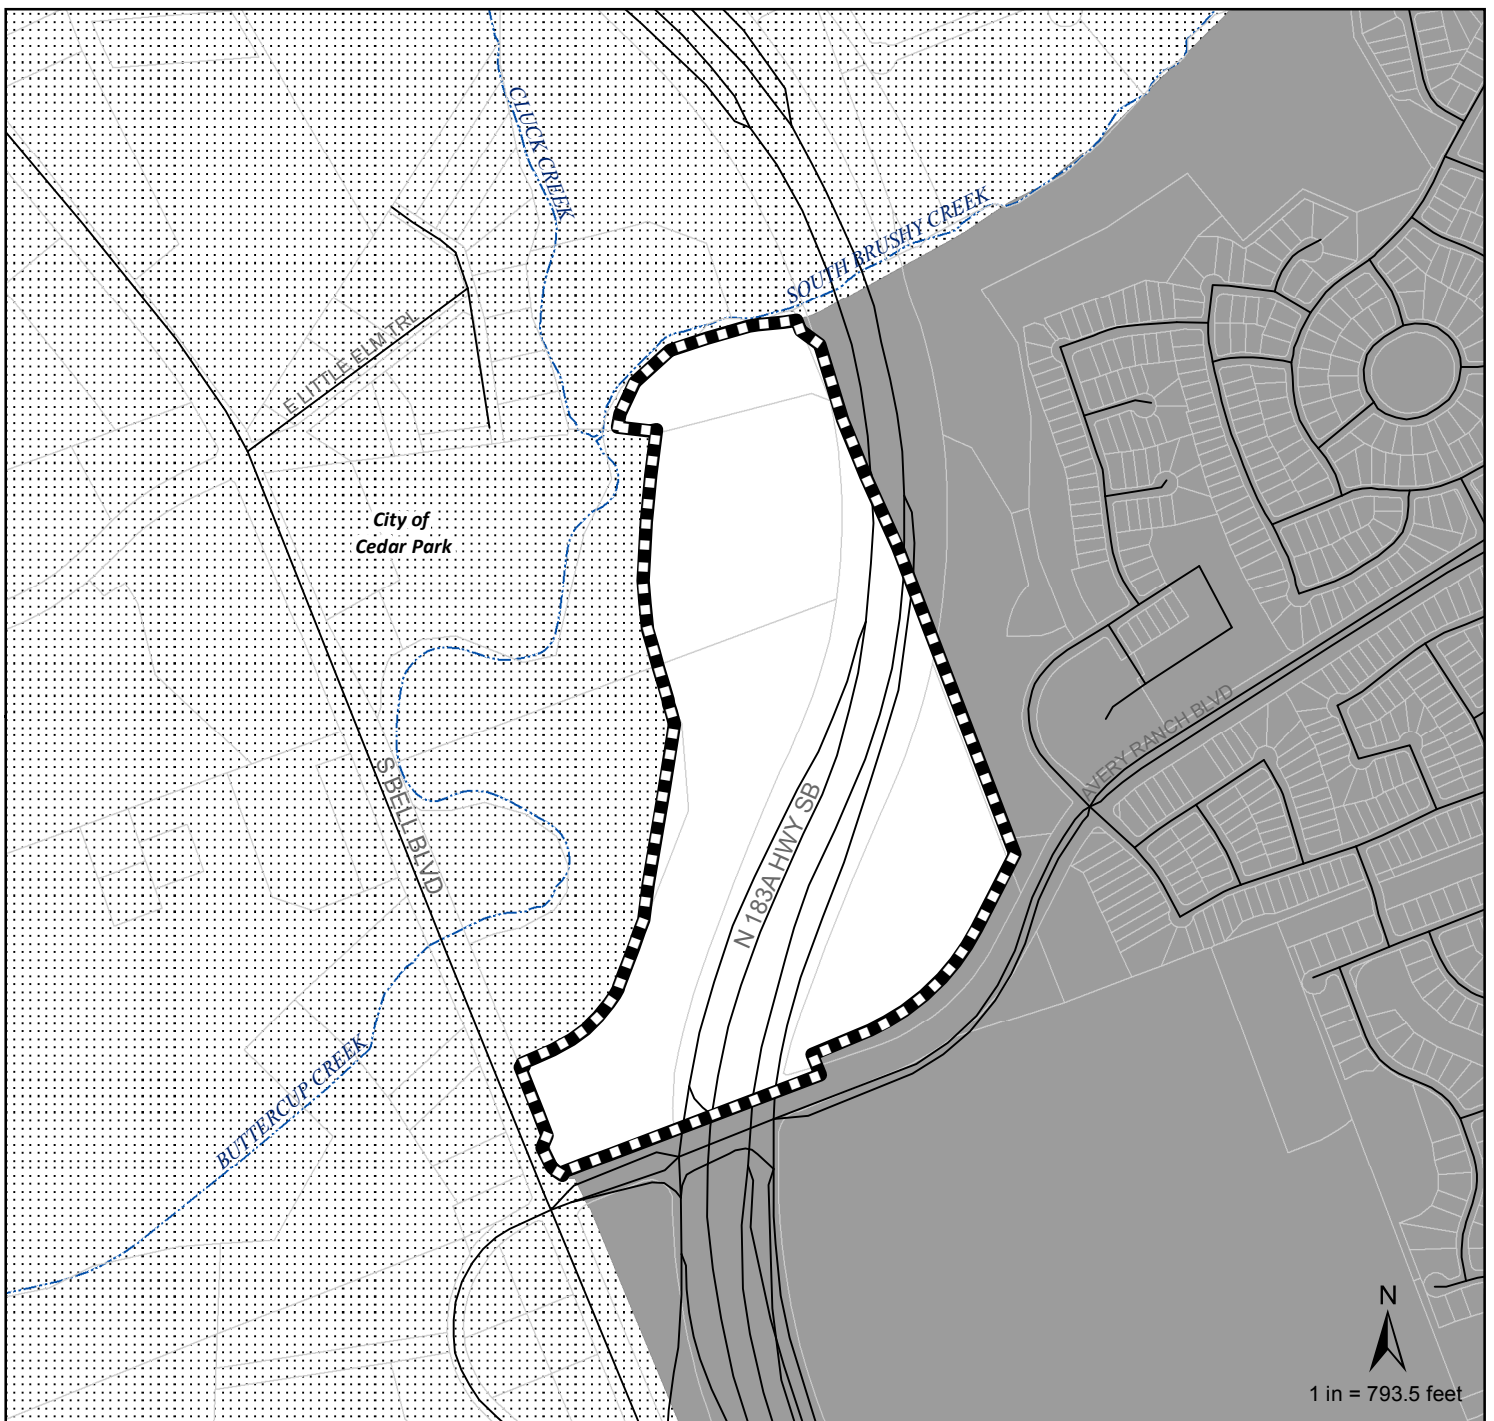 CLUCK CREEK
SOUTH BRUSHY CREEK
E LITTLE ELM TRL
City of
Cedar Park
AVERY RANCH BLVD
S BELL BLVD
N 183A HWY SB
BUTTERCUP CREEK
N
1 in = 793.5 feet